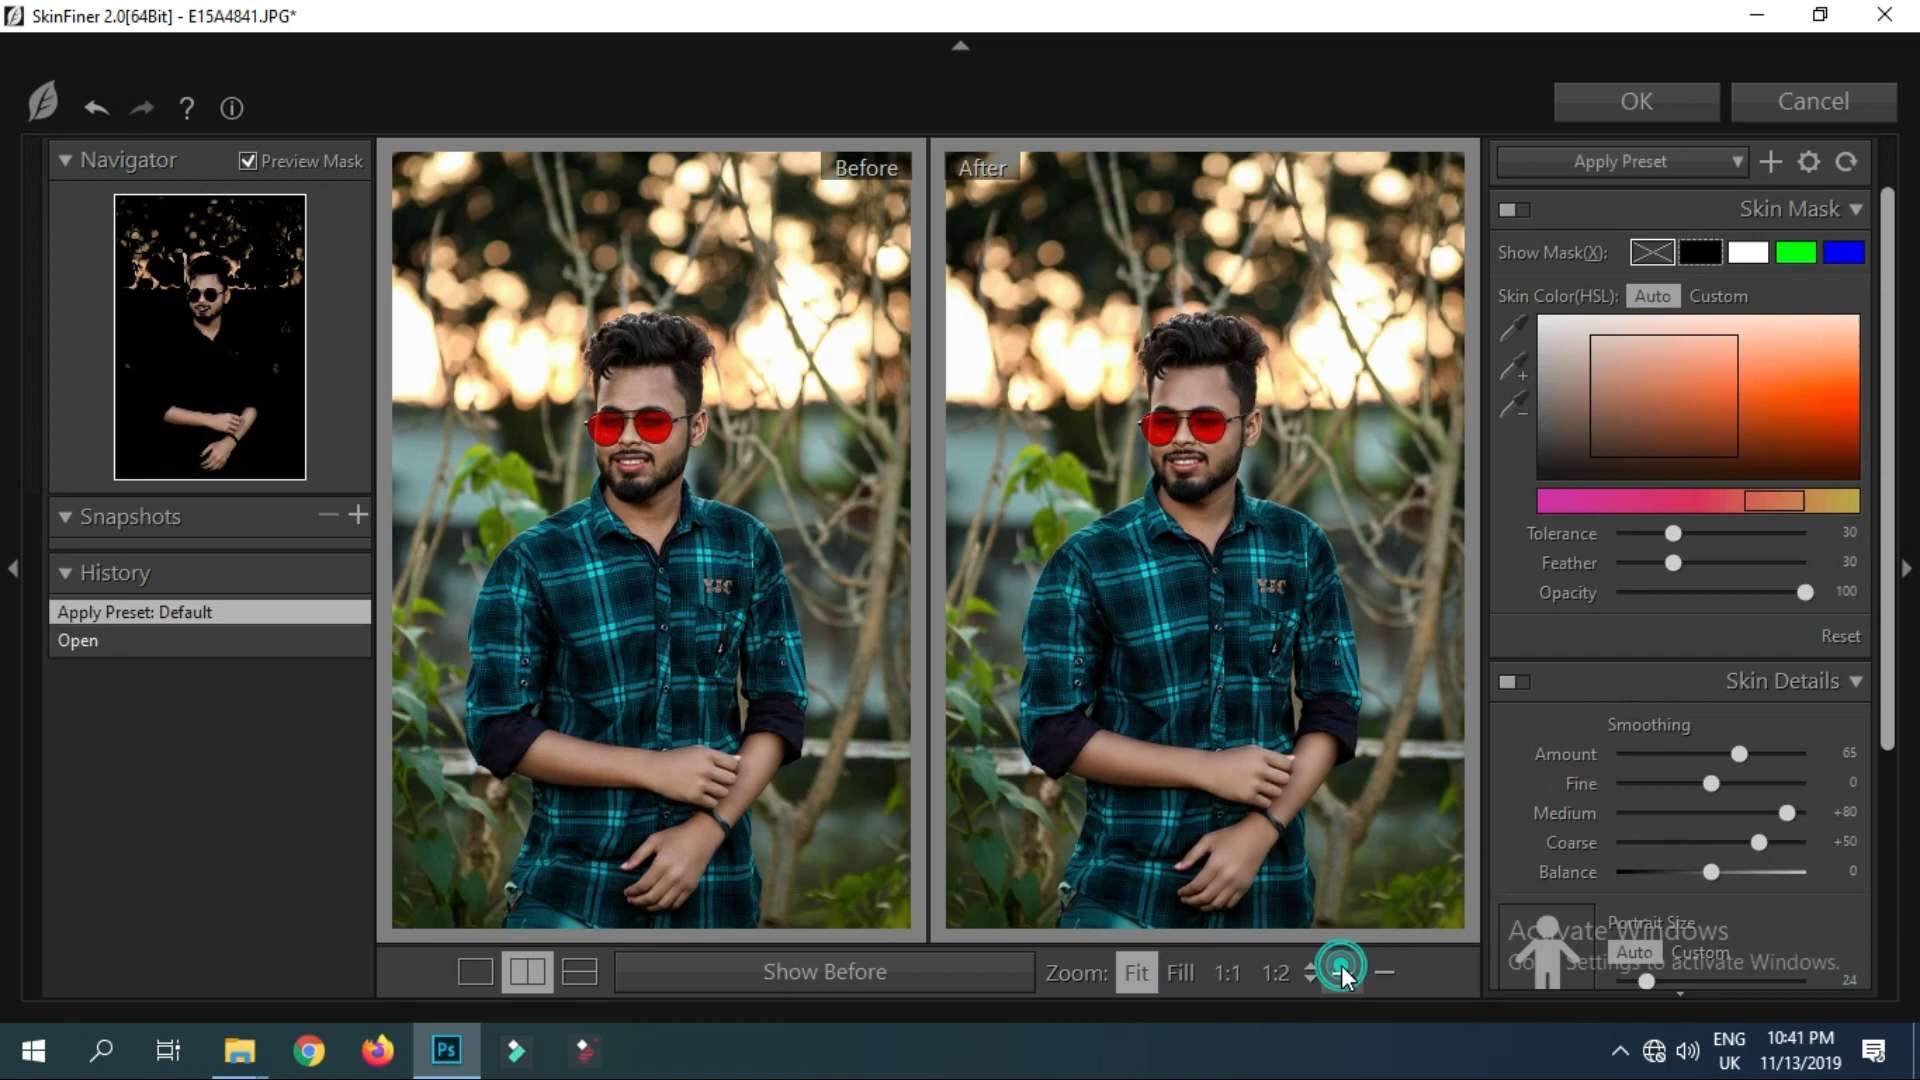 SkinFiner 2.0[64Bit] - E15A4841.JPG*
OK
Cancel
Navigator
Preview Mask
Snapshots
History
Apply Preset: Default
Open
Before
After
YJC
Show Before
Zoom: Fit Fill 1:1 1:2
Apply Preset
Skin Mask
Show Mask(X):
Skin Color(HSL): Auto Custom
Tolerance 30
Feather 30
Opacity 100
Reset
Skin Details
Smoothing
Amount 65
Fine 0
Medium +80
Coarse +50
Balance 0
Portrait Size
Auto Custom
24
Activate Windows
Go to Settings to activate Windows.
Ps
ENG
UK
10:41 PM
11/13/2019